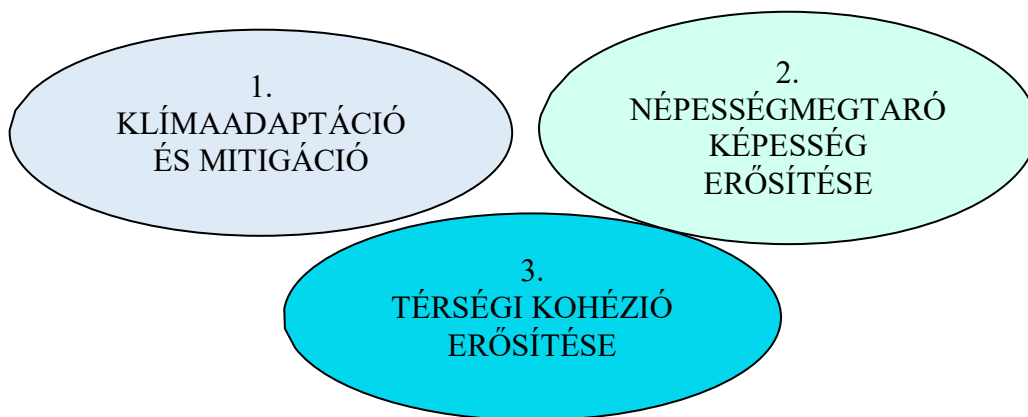 1.
KLÍMAADAPTÁCIÓ
ÉS MITIGÁCIÓ
2.
NÉPESSÉGMEGTARÓ
KÉPESSÉG
ERŐSÍTÉSE
3.
TÉRSÉGI KOHÉZIÓ
ERŐSÍTÉSE